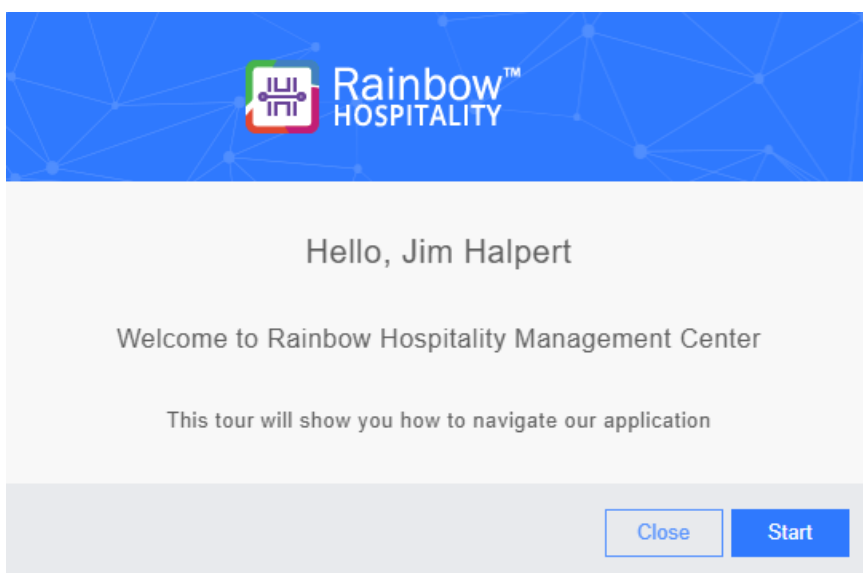 Rainbow™
HOSPITALITY
Hello, Jim Halpert
Welcome to Rainbow Hospitality Management Center
This tour will show you how to navigate our application
Close Start